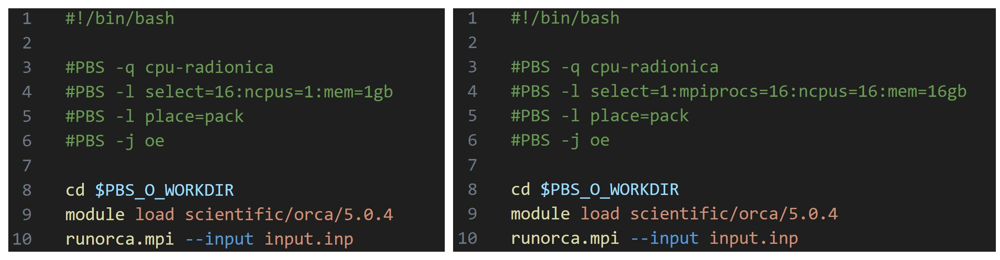 1 #!/bin/bash
2
3 #PBS -q cpu-radionica
4 #PBS -l select=16:ncpus=1:mem=1gb
5 #PBS -l place=pack
6 #PBS -j oe
7
8 cd $PBS_O_WORKDIR
9 module load scientific/orca/5.0.4
10 runorca.mpi --input input.inp
1 #!/bin/bash
2
3 #PBS -q cpu-radionica
4 #PBS -l select=1:mpiprocs=16:ncpus=16:mem=16gb
5 #PBS -l place=pack
6 #PBS -j oe
7
8 cd $PBS_O_WORKDIR
9 module load scientific/orca/5.0.4
10 runorca.mpi --input input.inp